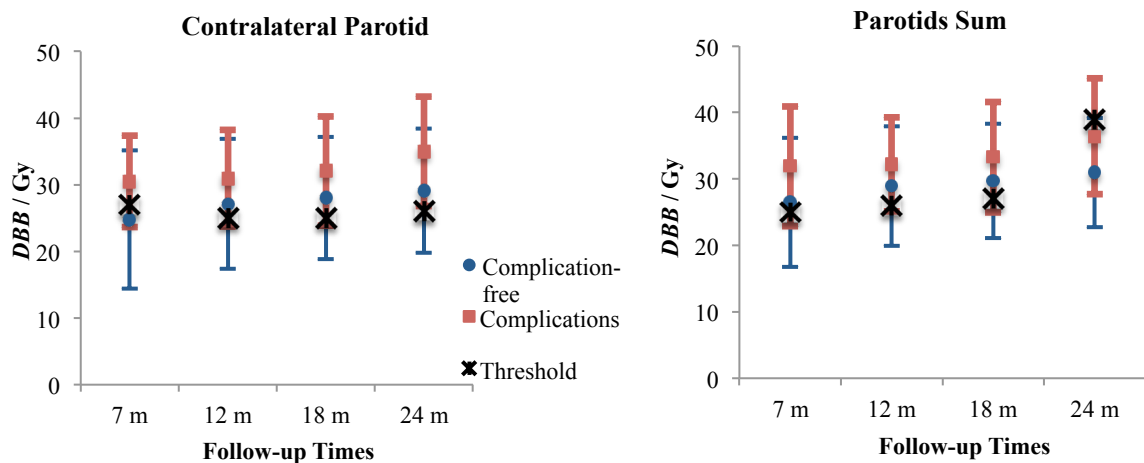 Contralateral Parotid
50
40
30
20
10
0
DBB / Gy
7 m 12 m 18 m 24 m
Follow-up Times
Complication-
free
Complications
Threshold
Parotids Sum
50
40
30
20
10
0
DBB / Gy
7 m 12 m 18 m 24 m
Follow-up Times